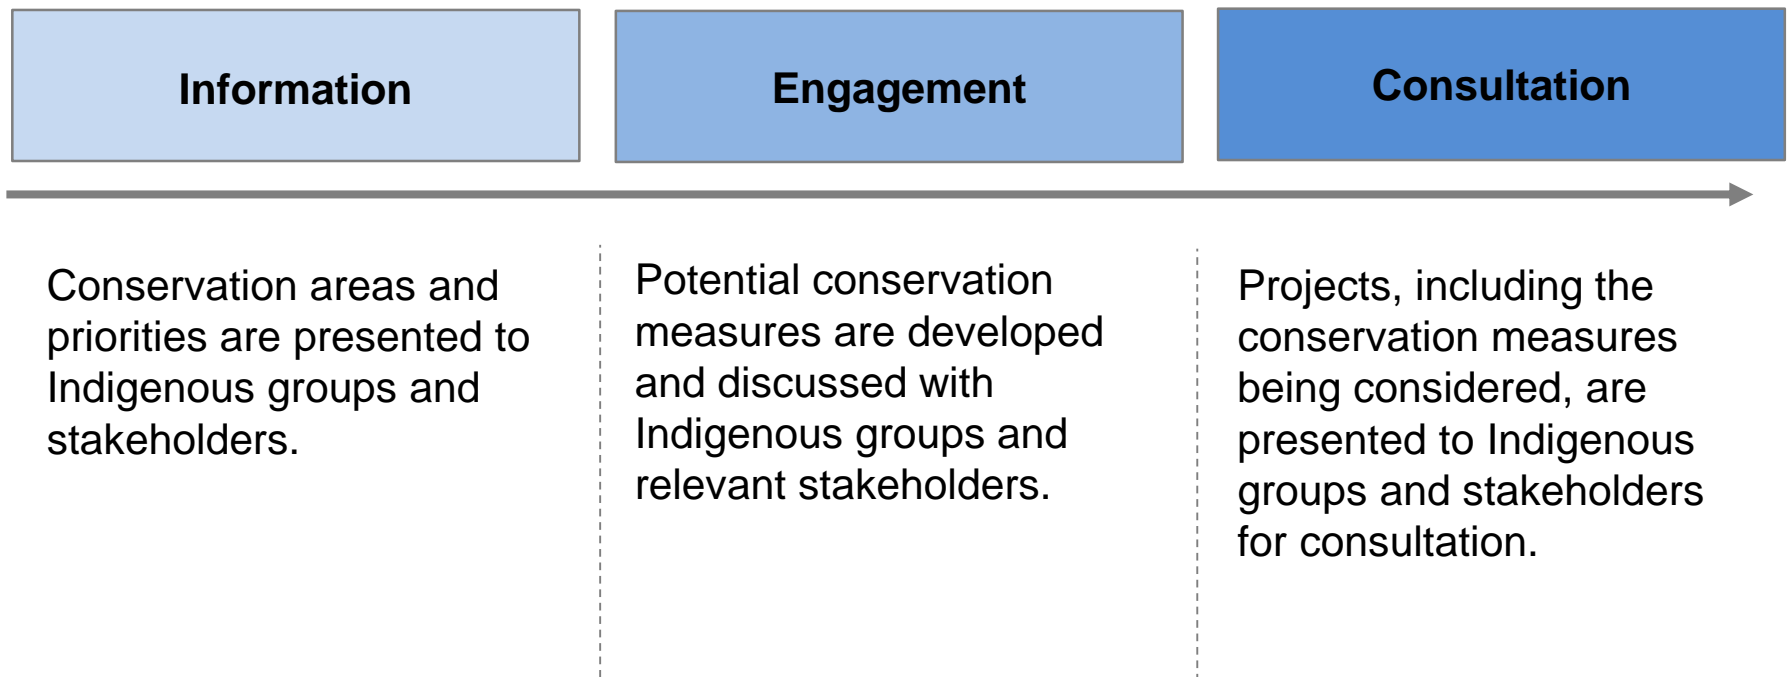 Information
Engagement
Consultation
Conservation areas and
priorities are presented to
Indigenous groups and
stakeholders.
Potential conservation
measures are developed
and discussed with
Indigenous groups and
relevant stakeholders.
Projects, including the
conservation measures
being considered, are
presented to Indigenous
groups and stakeholders
for consultation.